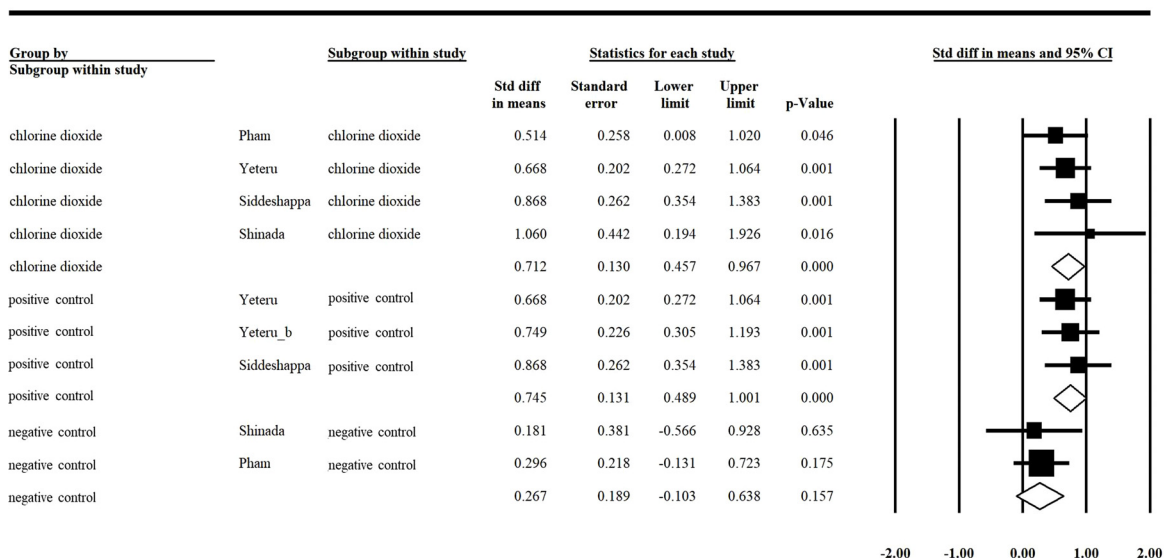 Group by Subgroup within study Statistics for each study Std diff in means and 95% CI
Subgroup within study
Std diff Standard Lower Upper
in means error limit limit p-Value
chlorine dioxide Pham chlorine dioxide 0.514 0.258 0.008 1.020 0.046
chlorine dioxide Yeteru chlorine dioxide 0.668 0.202 0.272 1.064 0.001
chlorine dioxide Siddeshappa chlorine dioxide 0.868 0.262 0.354 1.383 0.001
chlorine dioxide Shinada chlorine dioxide 1.060 0.442 0.194 1.926 0.016
chlorine dioxide 0.712 0.130 0.457 0.967 0.000
positive control Yeteru positive control 0.668 0.202 0.272 1.064 0.001
positive control Yeteru_b positive control 0.749 0.226 0.305 1.193 0.001
positive control Siddeshappa positive control 0.868 0.262 0.354 1.383 0.001
positive control 0.745 0.131 0.489 1.001 0.000
negative control Shinada negative control 0.181 0.381 -0.566 0.928 0.635
negative control Pham negative control 0.296 0.218 -0.131 0.723 0.175
negative control 0.267 0.189 -0.103 0.638 0.157
-2.00 -1.00 0.00 1.00 2.00